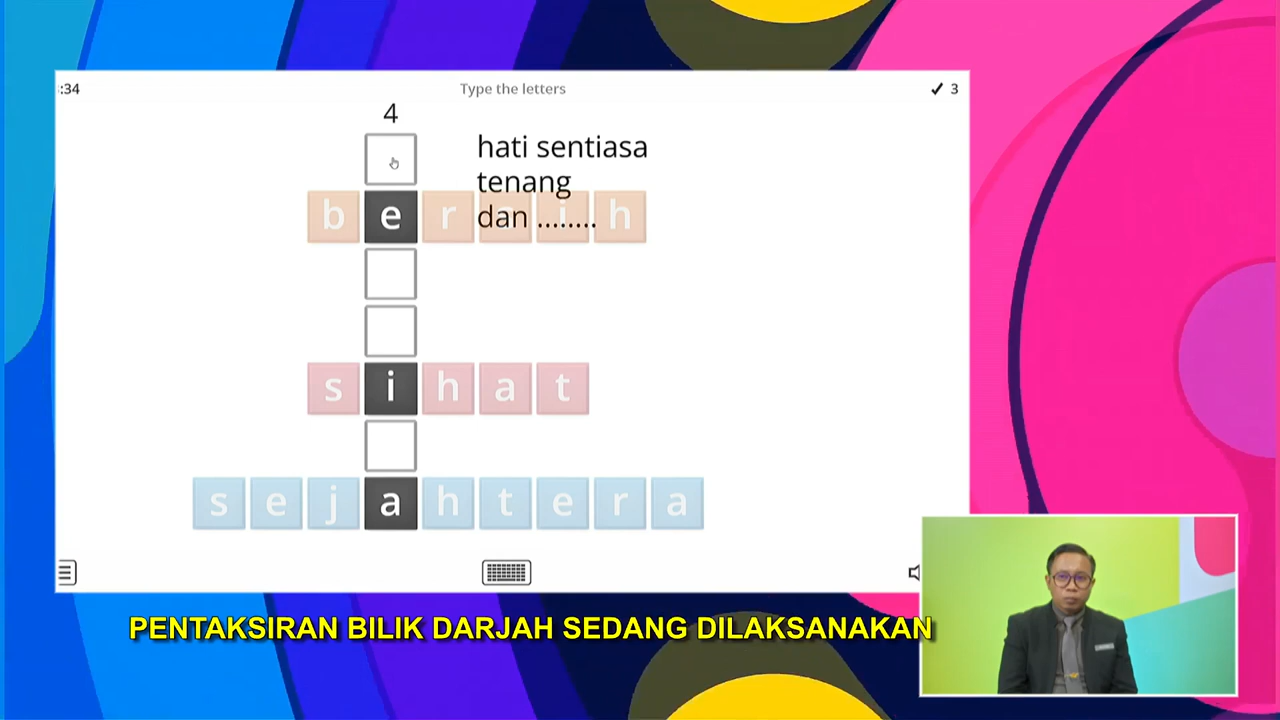 :34
Type the letters
3
4
hati sentiasa
tenang
dan ........
b e r s i h
s i h a t
s e j a h t e r a
PENTAKSIRAN BILIK DARJAH SEDANG DILAKSANAKAN